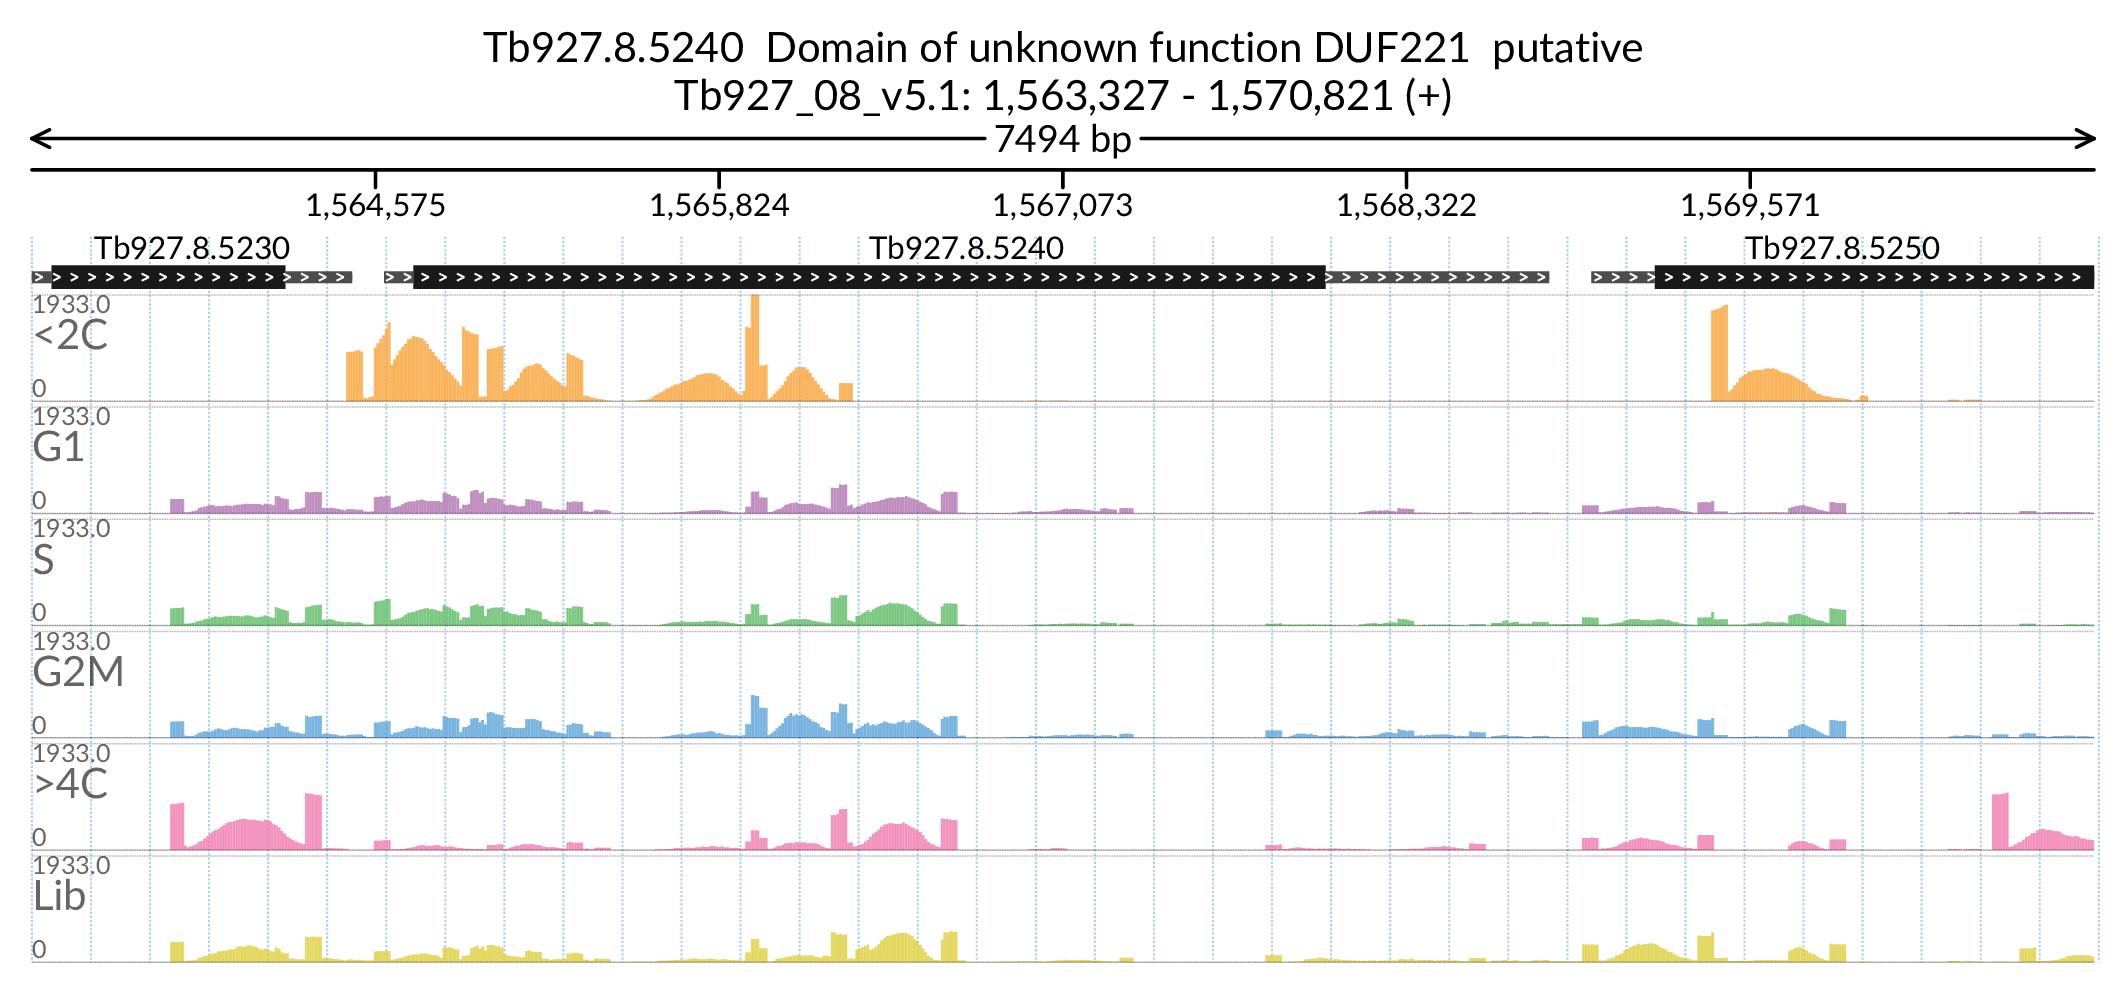 Tb927.8.5240  Domain of unknown function DUF221  putative
Tb927_08_v5.1: 1,563,327 - 1,570,821 (+)
7494 bp
1,564,575 1,565,824 1,567,073 1,568,322 1,569,571
Tb927.8.5230 Tb927.8.5240 Tb927.8.5250
1933.0
<2C
0
1933.0
G1
0
1933.0
S
0
1933.0
G2M
0
1933.0
>4C
0
1933.0
Lib
0